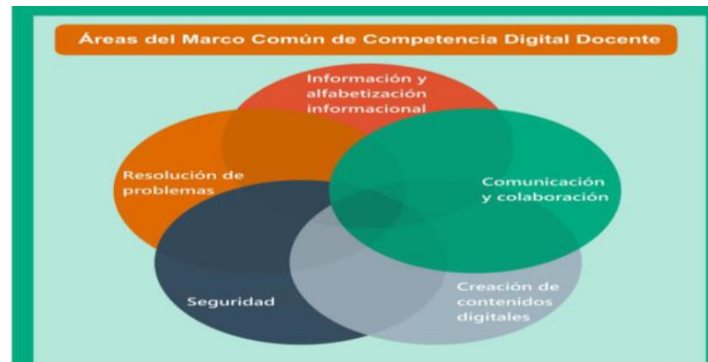 Áreas del Marco Común de Competencia Digital Docente
Información y
alfabetización
informacional
Resolución de
problemas
Comunicación
y colaboración
Seguridad
Creación de
contenidos
digitales